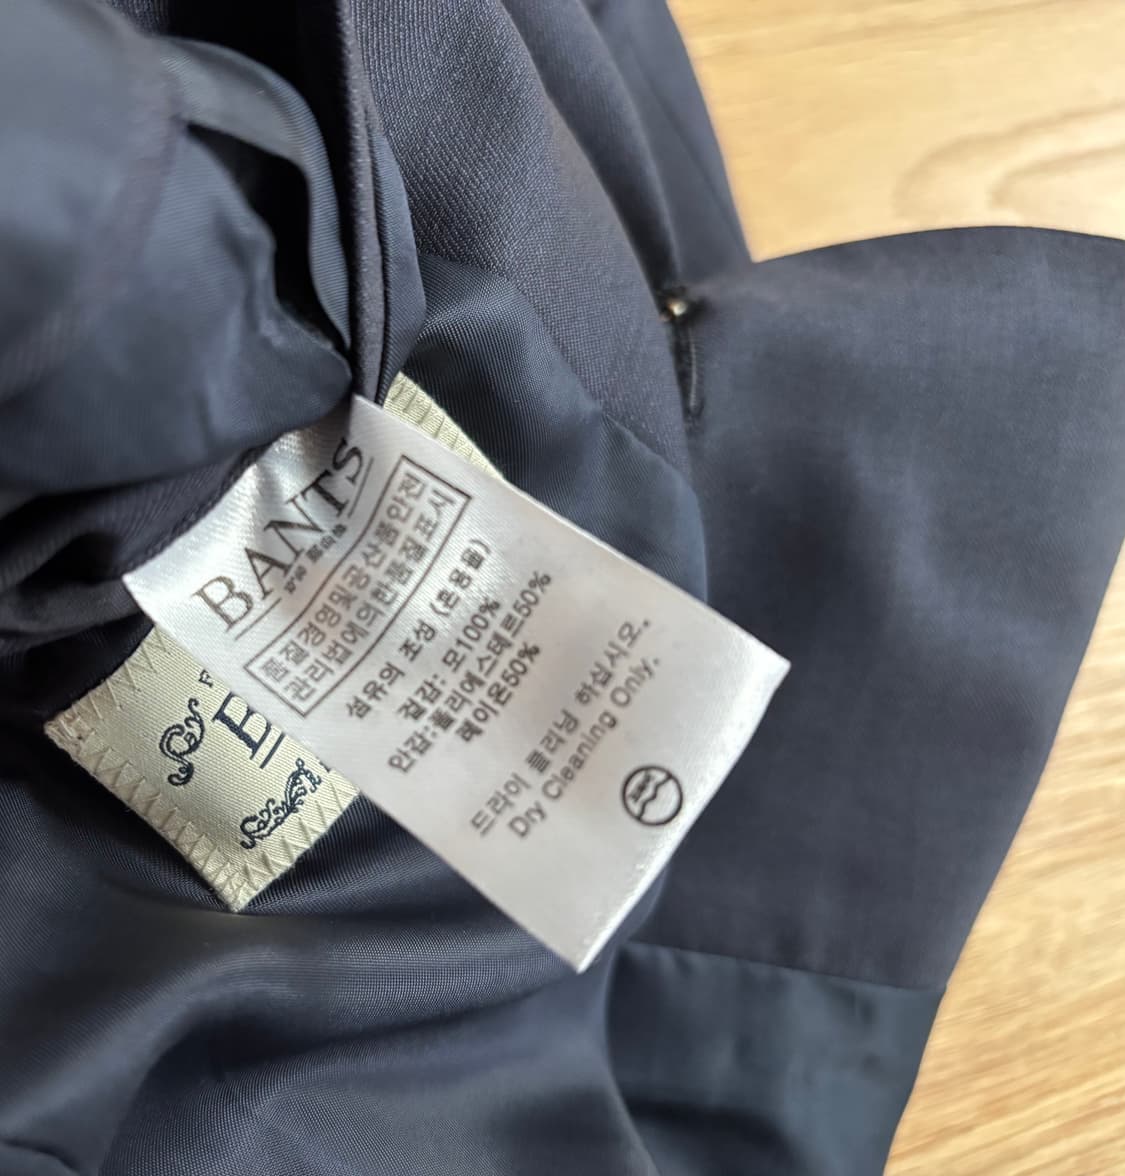 BANTS
품질경영및공산품안전
관리법에의한품질표시
섬유의 조성 (혼용율)
겉감: 모100%
안감:폴리에스테르50%
레이온50%
드라이 클리닝 하십시오.
Dry Cleaning Only.
B